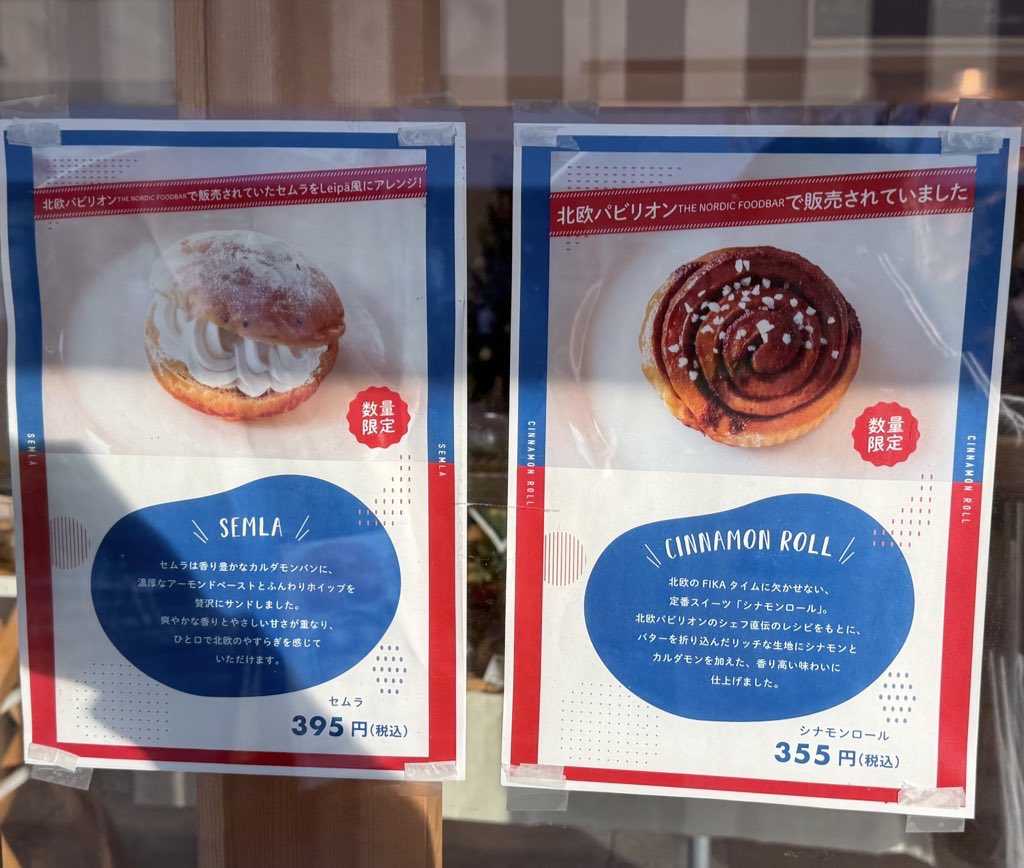 北欧パビリオンTHE NORDIC FOODBARで販売されていたセムラをLeipä風にアレンジ!
数量
限定
SEMLA
SEMLA
SEMLA
セムラは香り豊かなカルダモンパンに、
濃厚なアーモンドペーストとふんわりホイップを
贅沢にサンドしました。
爽やかな香りとやさしい甘さが重なり、
ひと口で北欧のやすらぎを感じて
いただけます。
セムラ
395 円(税込)
北欧パビリオンTHE NORDIC FOODBARで販売されていました
数量
限定
CINNAMON ROLL
CINNAMON ROLL
CINNAMON ROLL
北欧の FIKA タイムに欠かせない、
定番スイーツ「シナモンロール」。
北欧パビリオンのシェフ直伝のレシピをもとに、
バターを折り込んだリッチな生地にシナモンと
カルダモンを加えた、香り高い味わいに
仕上げました。
シナモンロール
355 円(税込)